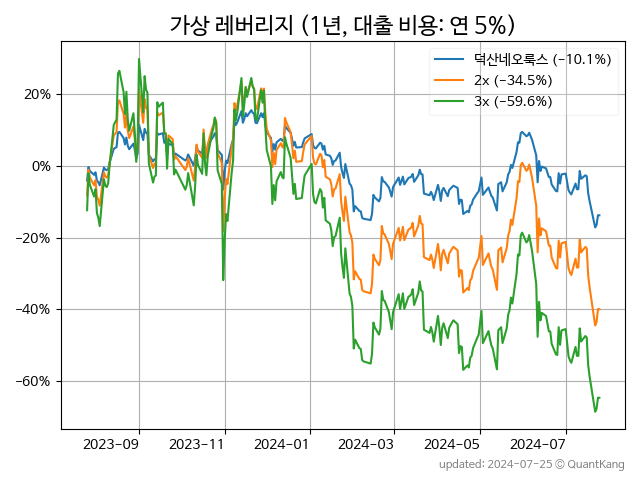 가상 레버리지 (1년, 대출 비용: 연 5%)
덕산네오룩스 (−10.1%)
2x (−34.5%)
3x (−59.6%)
20%
0%
−20%
−40%
−60%
2023−09 2023−11 2024−01 2024−03 2024−05 2024−07
updated: 2024−07−25 © QuantKang